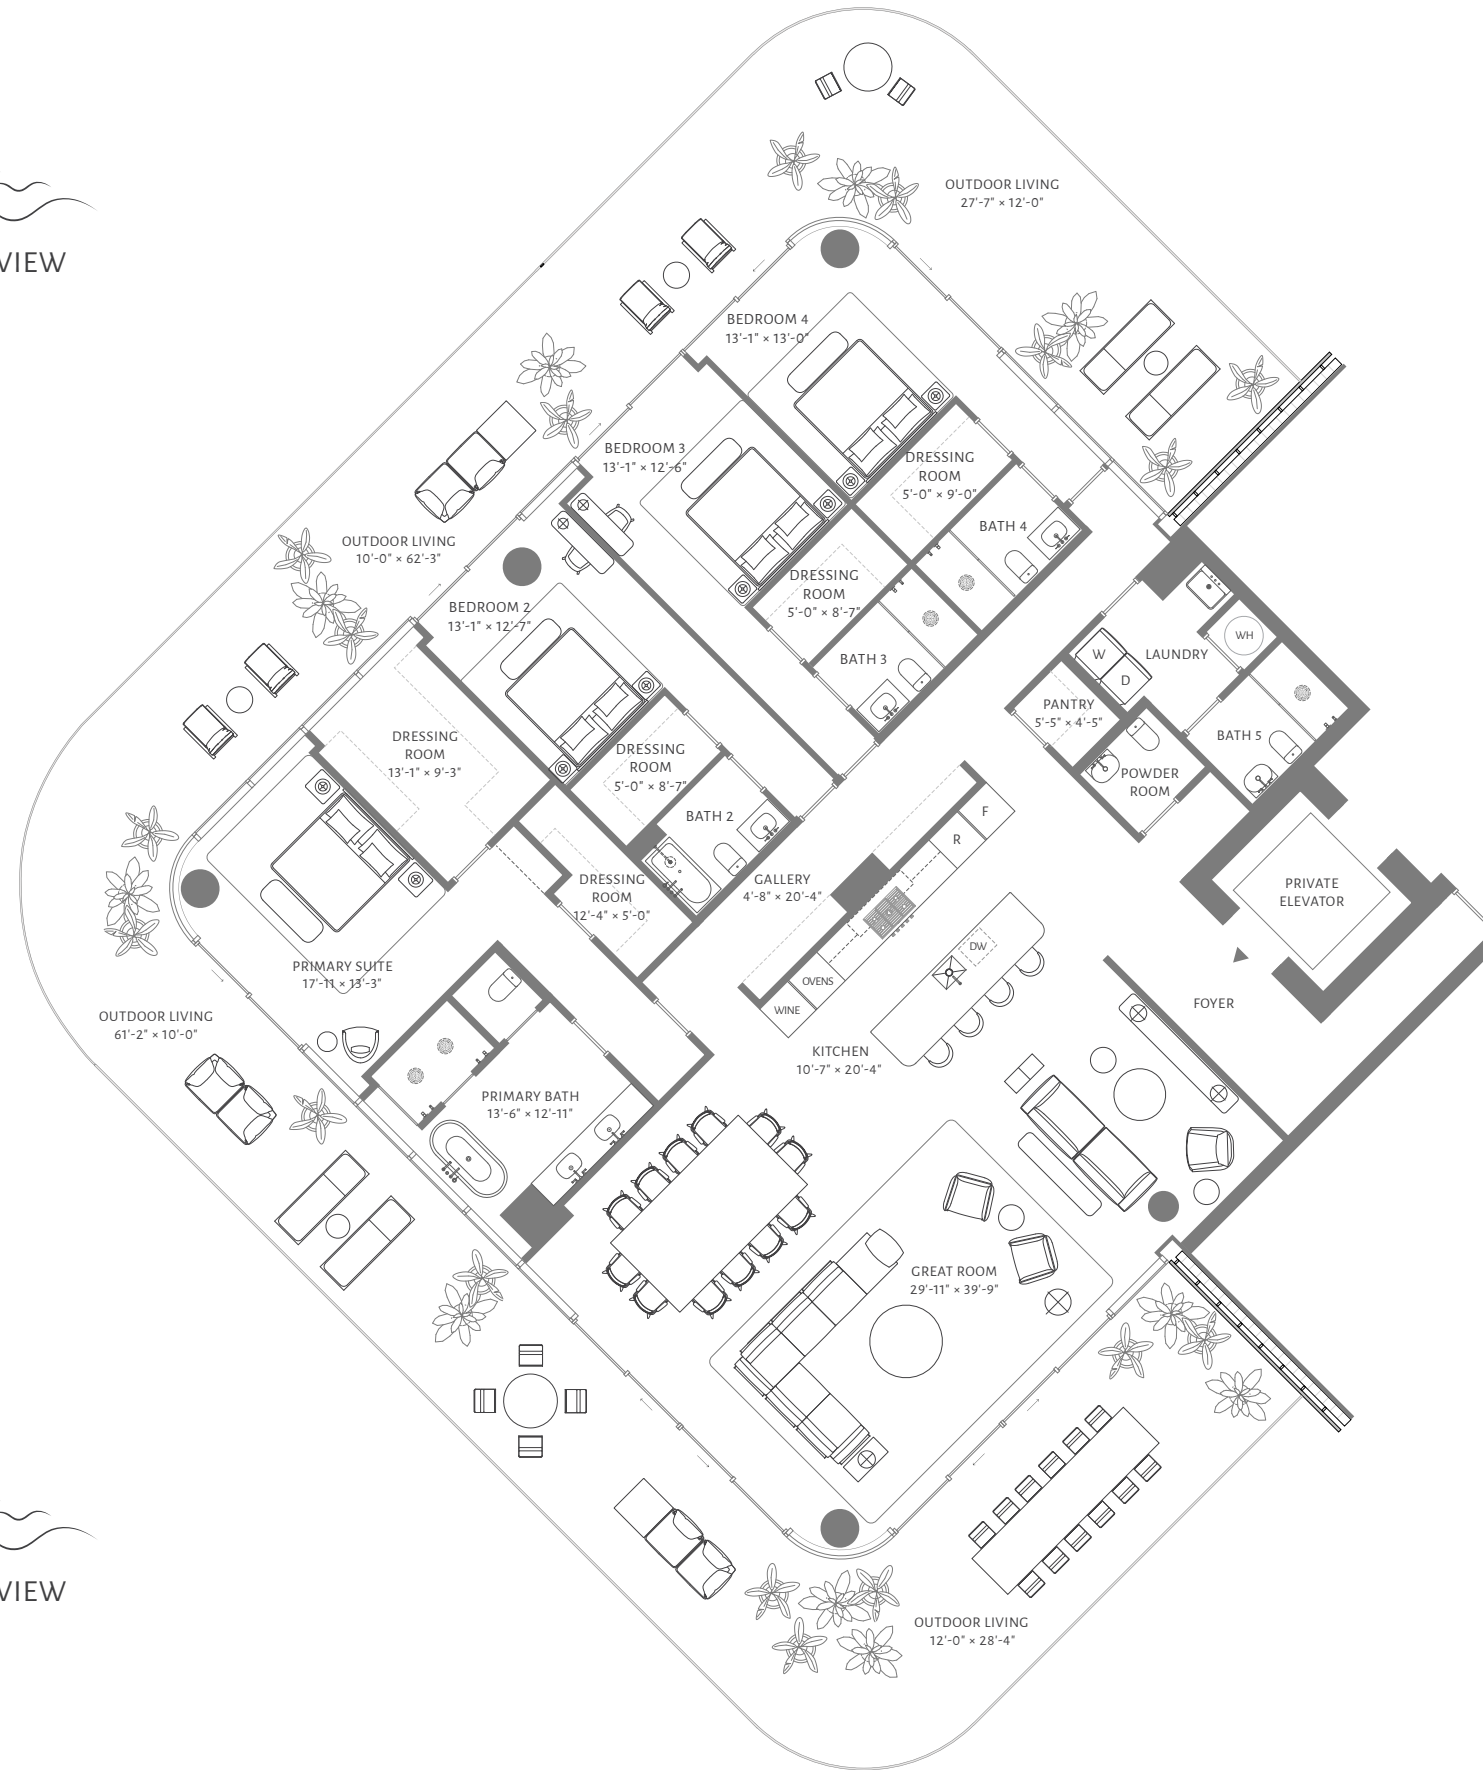 OUTDOOR LIVING
27'-7" × 12'-0"
VIEW
BEDROOM 4
13'-1" × 13'-0"
BEDROOM 3
13'-1" × 12'-6"
DRESSING
ROOM
5'-0" × 9'-0"
BATH 4
OUTDOOR LIVING
10'-0" × 62'-3"
DRESSING
ROOM
5'-0" × 8'-7"
BEDROOM 2
13'-1" × 12'-7"
BATH 3
WH
W
D
LAUNDRY
PANTRY
5'-5" × 4'-5"
BATH 5
DRESSING
ROOM
13'-1" × 9'-3"
DRESSING
ROOM
5'-0" × 8'-7"
POWDER
ROOM
BATH 2
F
R
DRESSING
ROOM
12'-4" × 5'-0"
GALLERY
4'-8" × 20'-4"
PRIVATE
ELEVATOR
DW
PRIMARY SUITE
17'-11 × 13'-3"
OVENS
WINE
FOYER
OUTDOOR LIVING
61'-2" × 10'-0"
KITCHEN
10'-7" × 20'-4"
PRIMARY BATH
13'-6" × 12'-11"
GREAT ROOM
29'-11" × 39'-9"
VIEW
OUTDOOR LIVING
12'-0" × 28'-4"